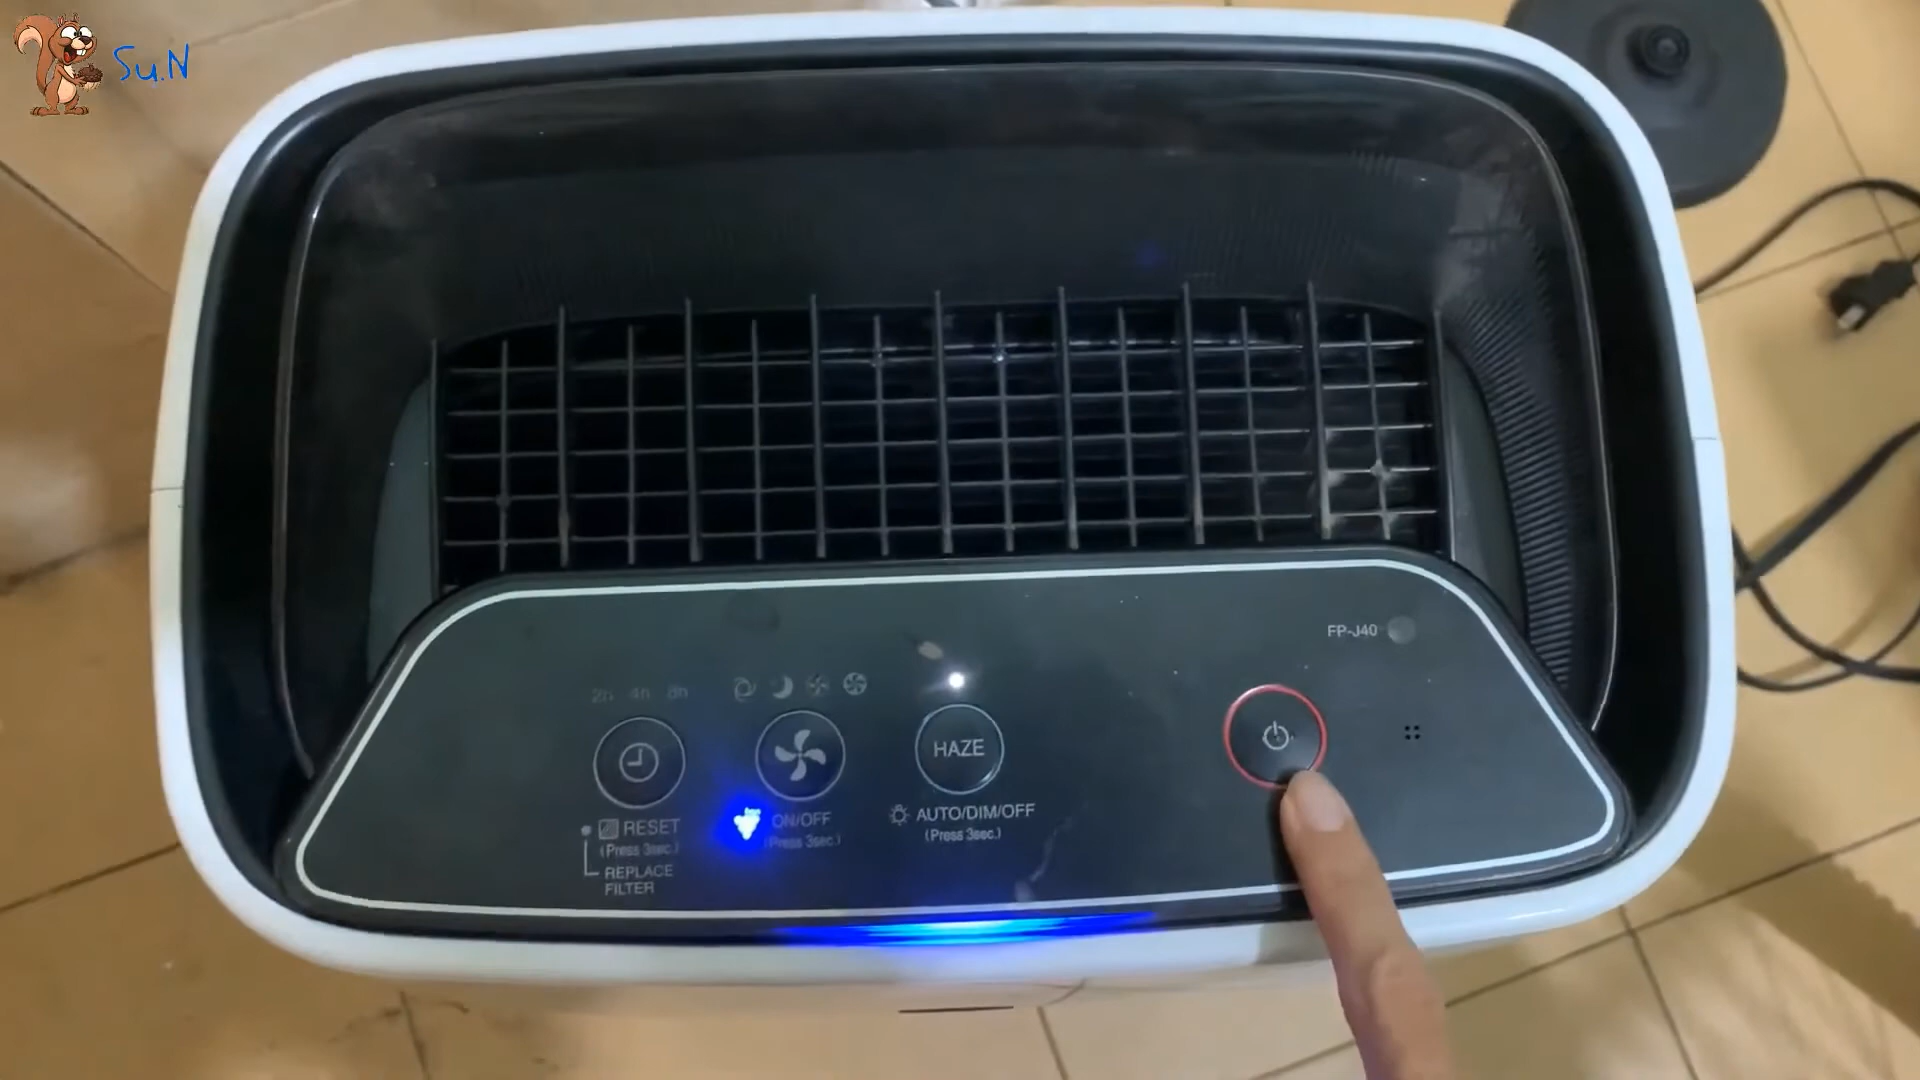 Su.N
FP-J40
2h 4h 8h
HAZE
RESET
(Press 3sec.)
REPLACE
FILTER
ON/OFF
(Press 3sec.)
AUTO/DIM/OFF
(Press 3sec.)